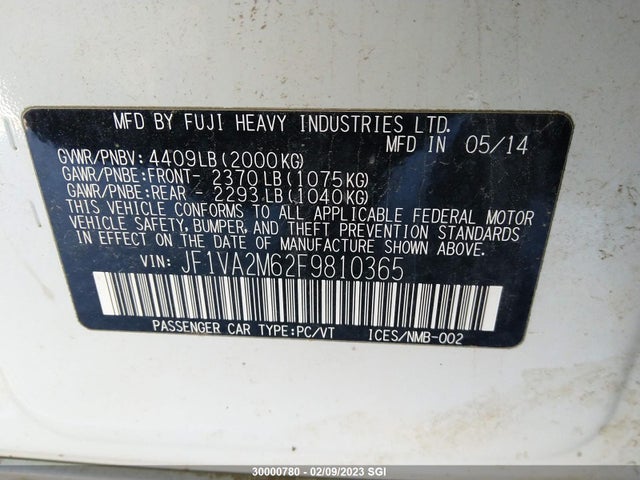 MFD BY FUJI HEAVY INDUSTRIES LTD.
MFD IN 05/14
GVWR/PNBV: 4409LB(2000KG)
GAWR/PNBE:FRONT- 2370LB(1075KG)
GAWR/PNBE:REAR - 2293LB(1040KG)
THIS VEHICLE CONFORMS TO ALL APPLICABLE FEDERAL MOTOR
VEHICLE SAFETY, BUMPER, AND THEFT PREVENTION STANDARDS
IN EFFECT ON THE DATE OF MANUFACTURE SHOWN ABOVE.
VIN: JF1VA2M62F9810365
PASSENGER CAR TYPE:PC/VT ICES/NMB-002
30000780 - 02/09/2023 SGI